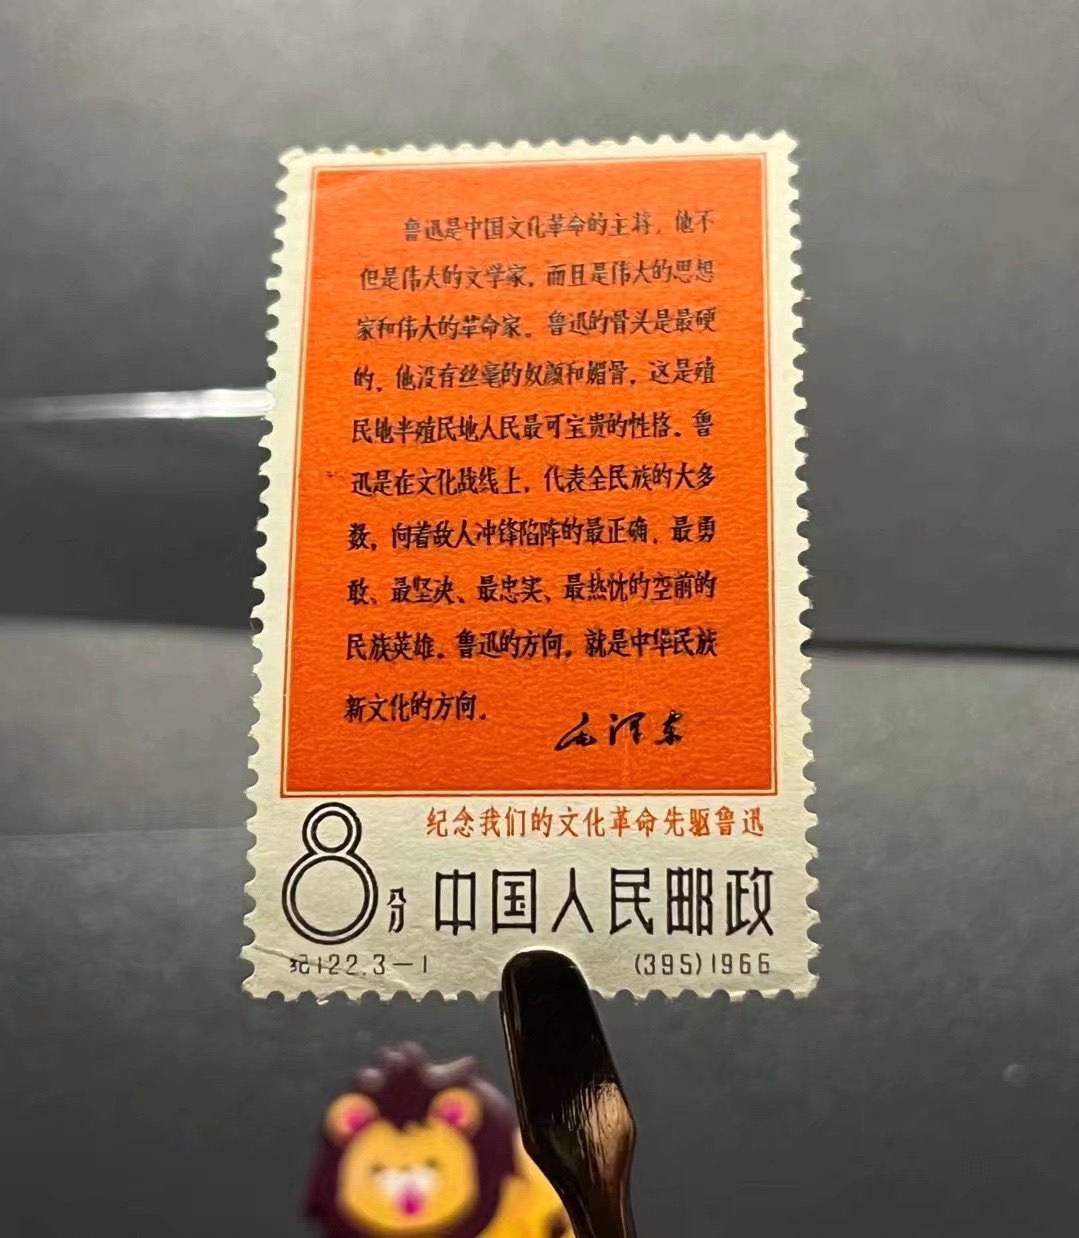 鲁迅是中国文化革命的主将，他不
但是伟大的文学家，而且是伟大的思想
家和伟大的革命家。鲁迅的骨头是最硬
的，他没有丝毫的奴颜和媚骨，这是殖
民地半殖民地人民最可宝贵的性格。鲁
迅是在文化战线上，代表全民族的大多
数，向着敌人冲锋陷阵的最正确、最勇
敢、最坚决、最忠实、最热忱的空前的
民族英雄。鲁迅的方向，就是中华民族
新文化的方向。
毛泽东
纪念我们的文化革命先驱鲁迅
8分 中国人民邮政
纪122.3-1 (395)1966